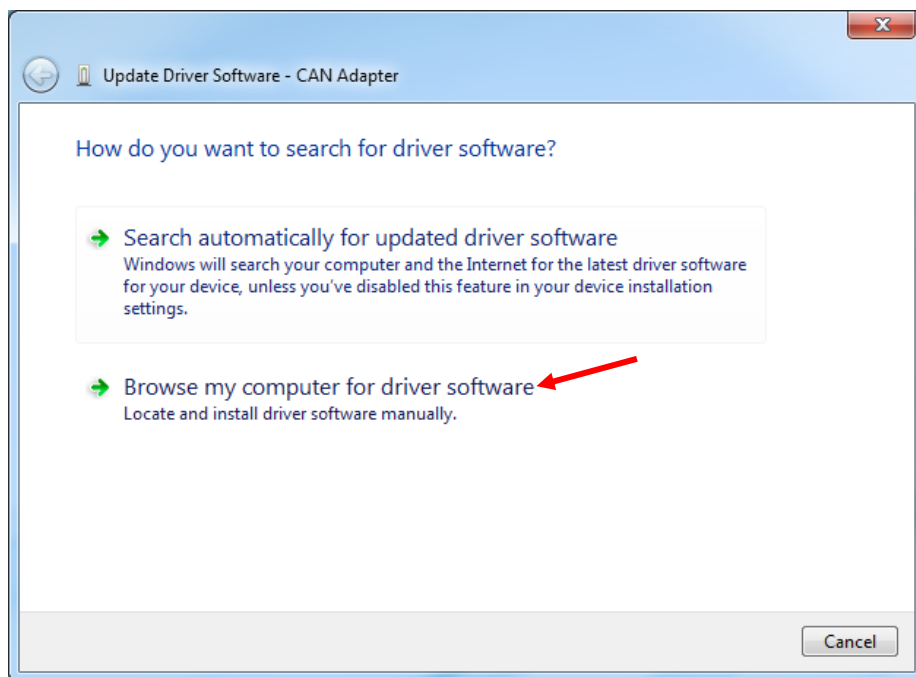 Update Driver Software - CAN Adapter
How do you want to search for driver software?
Search automatically for updated driver software
Windows will search your computer and the Internet for the latest driver software
for your device, unless you've disabled this feature in your device installation
settings.
Browse my computer for driver software
Locate and install driver software manually.
Cancel